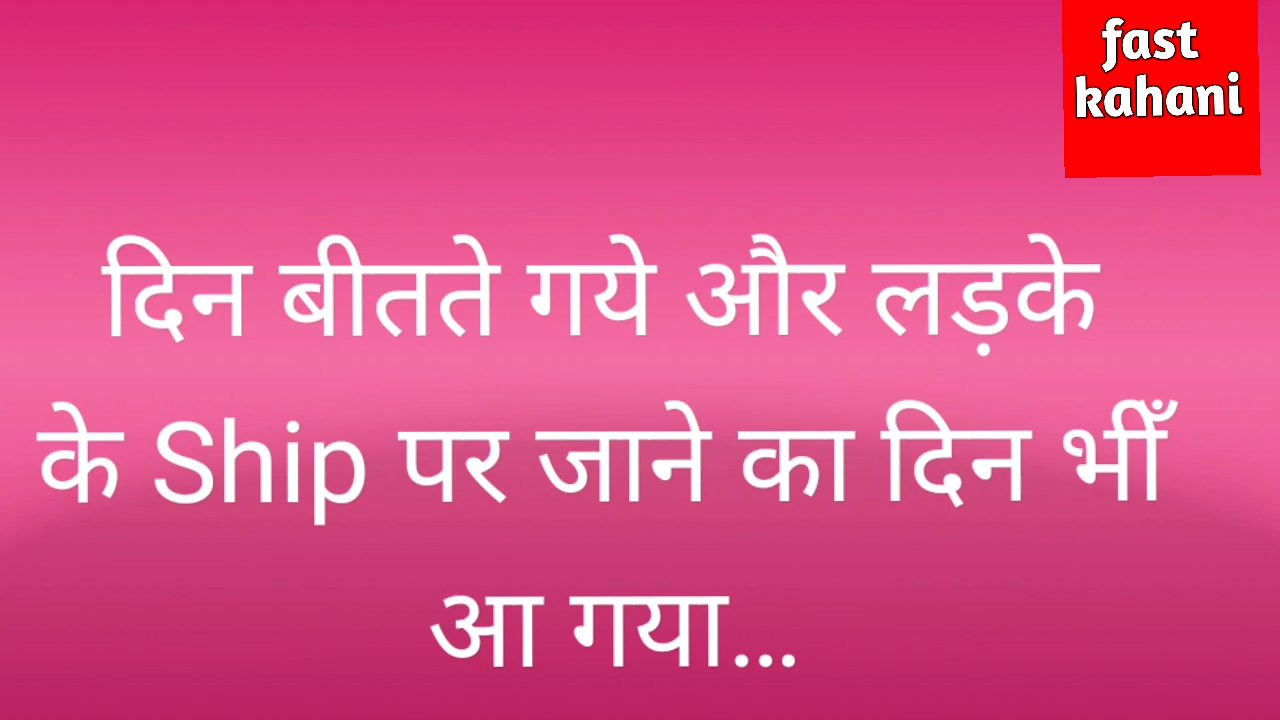 fast
kahani
दिन बीतते गये और लड़के
के Ship पर जाने का दिन भीँ
आ गया...